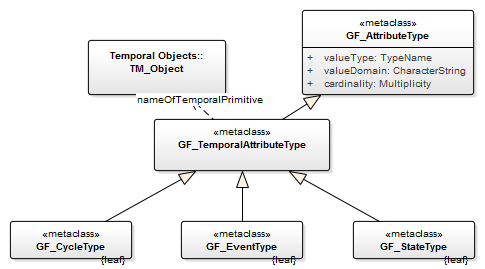 «metaclass»
GF_AttributeType
+ valueType: TypeName
+ valueDomain: CharacterString
+ cardinality: Multiplicity
Temporal Objects::
TM_Object
nameOfTemporalPrimitive
«metaclass»
GF_TemporalAttributeType
«metaclass»
GF_CycleType
{leaf}
«metaclass»
GF_EventType
{leaf}
«metaclass»
GF_StateType
{leaf}